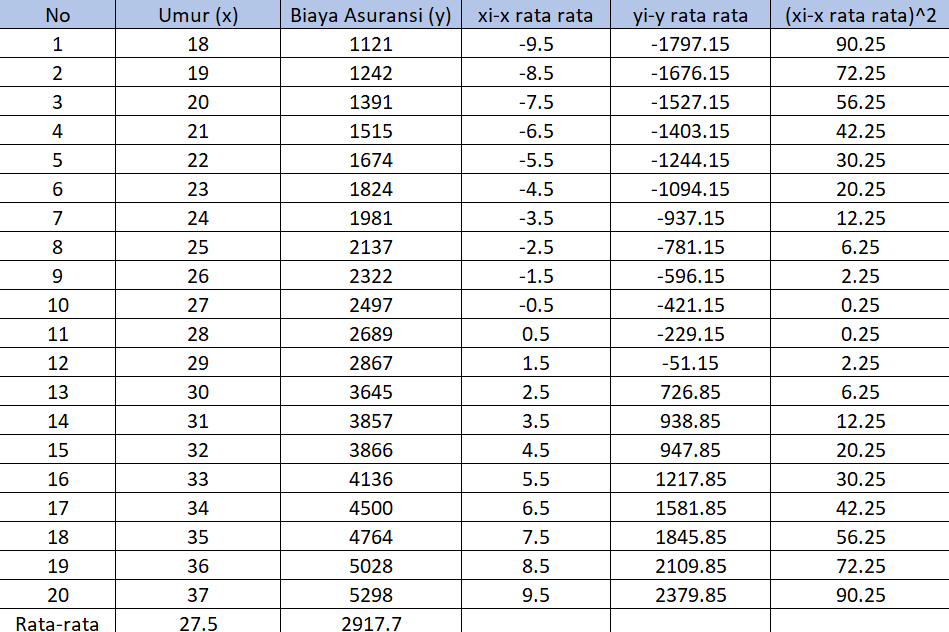 No Umur (x) Biaya Asuransi (y) xi-x rata rata yi-y rata rata (xi-x rata rata)^2
1 18 1121 -9.5 -1797.15 90.25
2 19 1242 -8.5 -1676.15 72.25
3 20 1391 -7.5 -1527.15 56.25
4 21 1515 -6.5 -1403.15 42.25
5 22 1674 -5.5 -1244.15 30.25
6 23 1824 -4.5 -1094.15 20.25
7 24 1981 -3.5 -937.15 12.25
8 25 2137 -2.5 -781.15 6.25
9 26 2322 -1.5 -596.15 2.25
10 27 2497 -0.5 -421.15 0.25
11 28 2689 0.5 -229.15 0.25
12 29 2867 1.5 -51.15 2.25
13 30 3645 2.5 726.85 6.25
14 31 3857 3.5 938.85 12.25
15 32 3866 4.5 947.85 20.25
16 33 4136 5.5 1217.85 30.25
17 34 4500 6.5 1581.85 42.25
18 35 4764 7.5 1845.85 56.25
19 36 5028 8.5 2109.85 72.25
20 37 5298 9.5 2379.85 90.25
Rata-rata 27.5 2917.7